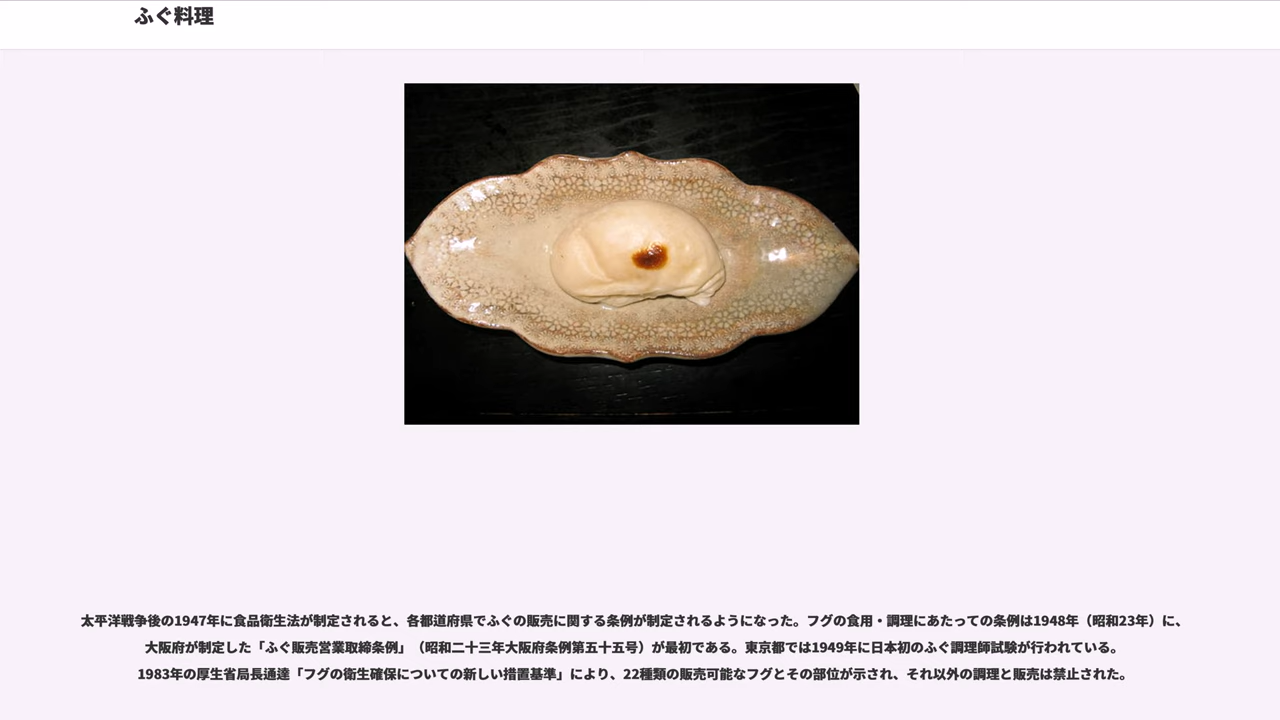 ふぐ料理
太平洋戦争後の1947年に食品衛生法が制定されると、各都道府県でふぐの販売に関する条例が制定されるようになった。フグの食用・調理にあたっての条例は1948年（昭和23年）に、
大阪府が制定した「ふぐ販売営業取締条例」（昭和二十三年大阪府条例第五十五号）が最初である。東京都では1949年に日本初のふぐ調理師試験が行われている。
1983年の厚生省局長通達「フグの衛生確保についての新しい措置基準」により、22種類の販売可能なフグとその部位が示され、それ以外の調理と販売は禁止された。